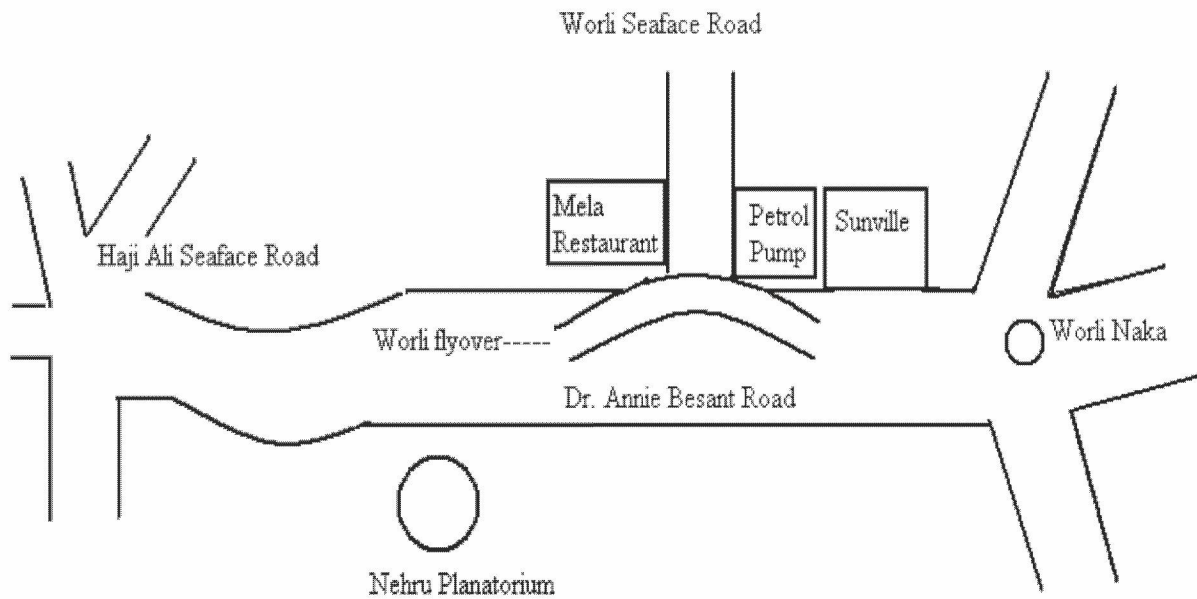 Worli Seaface Road
Mela
Restaurant
Petrol
Pump
Sunville
Haji Ali Seaface Road
Worli flyover-----
Worli Naka
Dr. Annie Besant Road
Nehru Planatorium